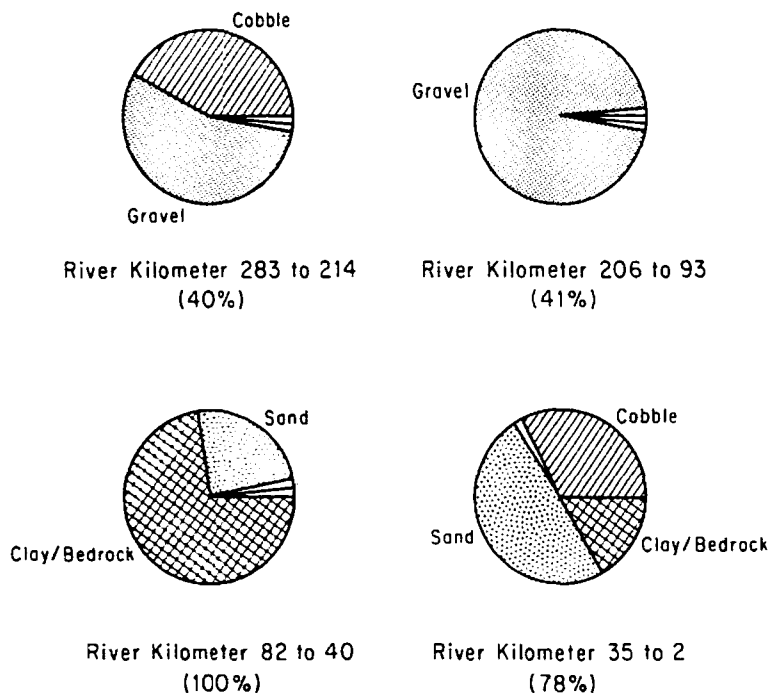 Cobble
Gravel
River Kilometer 283 to 214
(40%)
Gravel
River Kilometer 206 to 93
(41%)
Sand
Clay/Bedrock
River Kilometer 82 to 40
(100%)
Cobble
Sand
Clay/Bedrock
River Kilometer 35 to 2
(78%)